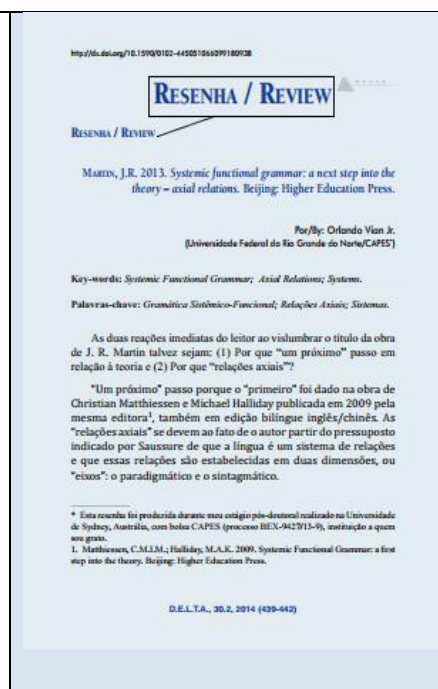 http://dx.doi.org/10.1590/0102-445051066099180938
RESENHA / REVIEW
RESENHA / REVIEW
MARTIN, J.R. 2013. Systemic functional grammar: a next step into the
theory – axial relations. Beijing: Higher Education Press.
Por/By: Orlando Vian Jr.
(Universidade Federal do Rio Grande do Norte/CAPES*)
Key-words: Systemic Functional Grammar; Axial Relations; Systems.
Palavras-chave: Gramática Sistêmico-Funcional; Relações Axiais; Sistemas.
As duas reações imediatas do leitor ao vislumbrar o título da obra
de J. R. Martin talvez sejam: (1) Por que "um próximo" passo em
relação à teoria e (2) Por que "relações axiais"?
"Um próximo" passo porque o "primeiro" foi dado na obra de
Christian Matthiessen e Michael Halliday publicada em 2009 pela
mesma editora1, também em edição bilíngue inglês/chinês. As
"relações axiais" se devem ao fato de o autor partir do pressuposto
indicado por Saussure de que a língua é um sistema de relações
e que essas relações são estabelecidas em duas dimensões, ou
"eixos": o paradigmático e o sintagmático.
* Esta resenha foi produzida durante meu estágio pós-doutoral realizado na Universidade
de Sydney, Austrália, com bolsa CAPES (processo BEX-9427/13-9), instituição a quem
sou grato.
1. Matthiessen, C.M.I.M.; Halliday, M.A.K. 2009. Systemic Functional Grammar: a first
step into the theory. Beijing: Higher Education Press.
D.E.L.T.A., 30.2, 2014 (439-442)